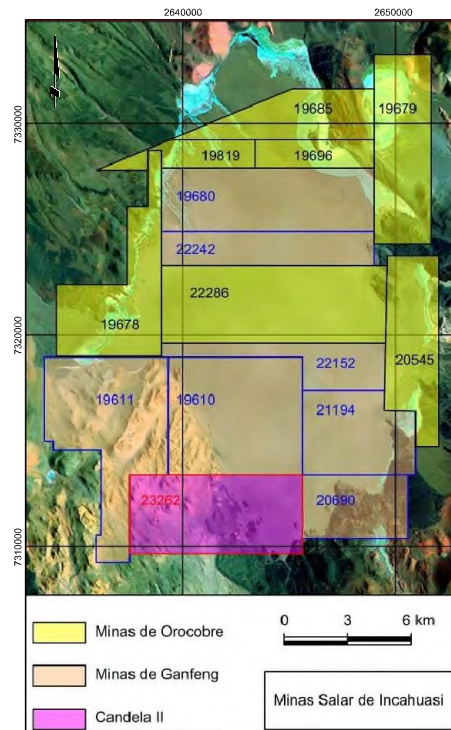 2640000 2650000
7330000
7320000
7310000
19685 19679
19819 19696
19680
22242
22286
19678
22152 20545
19611 19610
21194
23262 20690
Minas de Orocobre
0 3 6 km
Minas de Ganfeng
Minas Salar de Incahuasi
Candela II